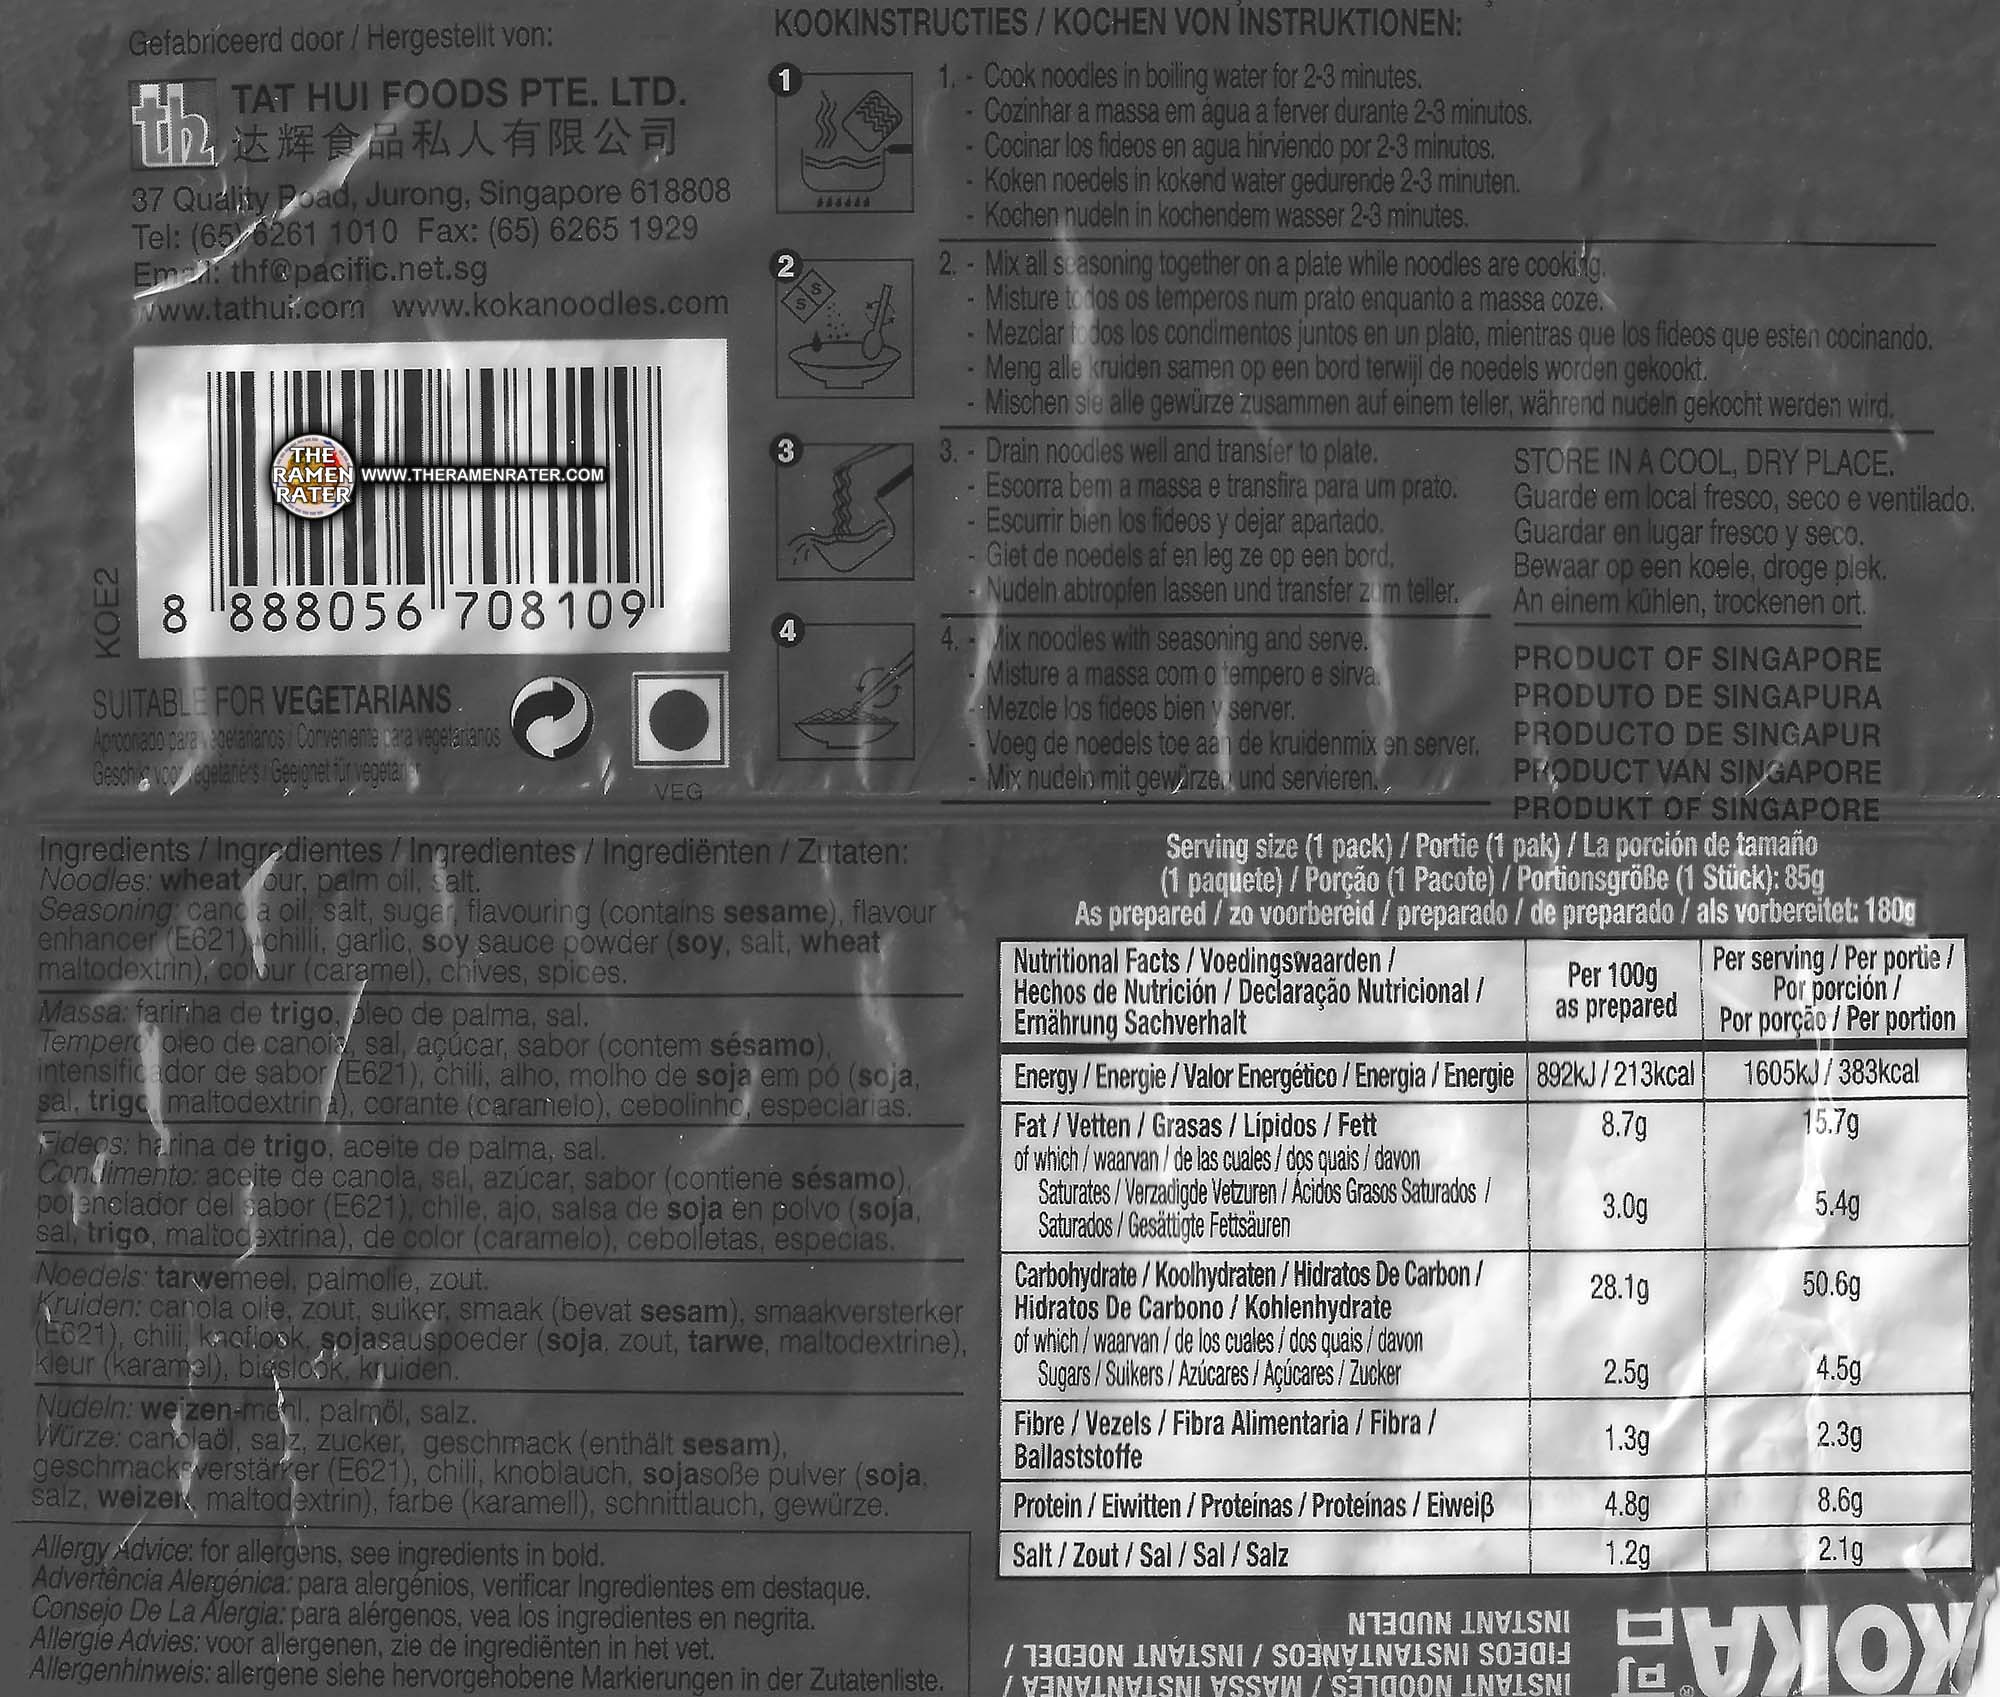 Gefabriceerd door / Hergestellt von:
th TAT HUI FOODS PTE. LTD.
达辉食品私人有限公司
37 Quality Road, Jurong, Singapore 618808
Tel: (65) 6261 1010 Fax: (65) 6265 1929
Email: thf@pacific.net.sg
www.tathui.com www.kokanoodles.com
THE RAMEN RATER WWW.THERAMENRATER.COM
8 888056 708109
KOE2
SUITABLE FOR VEGETARIANS
Apropriado para vegetarianos / Conveniente para vegetarianos
Geschikt voor vegetariërs / Geeignet für vegetarier
VEG
KOOKINSTRUCTIES / KOCHEN VON INSTRUKTIONEN:
1
1. - Cook noodles in boiling water for 2-3 minutes.
- Cozinhar a massa em água a ferver durante 2-3 minutos.
- Cocinar los fideos en agua hirviendo por 2-3 minutos.
- Koken noedels in kokend water gedurende 2-3 minuten.
- Kochen nudeln in kochendem wasser 2-3 minutes.
2
S S
2. - Mix all seasoning together on a plate while noodles are cooking.
- Misture todos os temperos num prato enquanto a massa coze.
- Mezclar todos los condimentos juntos en un plato, mientras que los fideos que esten cocinando.
- Meng alle kruiden samen op een bord terwijl de noedels worden gekookt.
- Mischen sie alle gewürze zusammen auf einem teller, während nudeln gekocht werden wird.
3
3. - Drain noodles well and transfer to plate.
- Escorra bem a massa e transfira para um prato.
- Escurrir bien los fideos y dejar apartado.
- Giet de noedels af en leg ze op een bord.
- Nudeln abtropfen lassen und transfer zum teller.
4
4. - Mix noodles with seasoning and serve.
- Misture a massa com o tempero e sirva.
- Mezcle los fideos bien y server.
- Voeg de noedels toe aan de kruidenmix en server.
- Mix nudeln mit gewürzen und servieren.
STORE IN A COOL, DRY PLACE.
Guarde em local fresco, seco e ventilado.
Guardar en lugar fresco y seco.
Bewaar op een koele, droge plek.
An einem kühlen, trockenen ort.
PRODUCT OF SINGAPORE
PRODUTO DE SINGAPURA
PRODUCTO DE SINGAPUR
PRODUCT VAN SINGAPORE
PRODUKT OF SINGAPORE
Ingredients / Ingredientes / Ingredientes / Ingrediënten / Zutaten:
Noodles: wheat flour, palm oil, salt.
Seasoning: canola oil, salt, sugar, flavouring (contains sesame), flavour
enhancer (E621), chilli, garlic, soy sauce powder (soy, salt, wheat
maltodextrin), colour (caramel), chives, spices.
Massa: farinha de trigo, oleo de palma, sal.
Tempero: oleo de canola, sal, açúcar, sabor (contem sésamo),
intensificador de sabor (E621), chili, alho, molho de soja em pó (soja,
sal, trigo, maltodextrina), corante (caramelo), cebolinho, especiarias.
Fideos: harina de trigo, aceite de palma, sal.
Condimento: aceite de canola, sal, azúcar, sabor (contiene sésamo),
potenciador del sabor (E621), chile, ajo, salsa de soja en polvo (soja,
sal, trigo, maltodextrina), de color (caramelo), cebolletas, especias.
Noedels: tarwemeel, palmolie, zout.
Kruiden: canola olie, zout, suiker, smaak (bevat sesam), smaakversterker
(E621), chili, knoflook, sojasauspoeder (soja, zout, tarwe, maltodextrine),
kleur (karamel), bieslook, kruiden.
Nudeln: weizen-mehl, palmöl, salz.
Würze: canolaöl, salz, zucker, geschmack (enthält sesam),
geschmacksverstärker (E621), chili, knoblauch, sojasoße pulver (soja,
salz, weizen, maltodextrin), farbe (karamell), schnittlauch, gewürze.
Allergy Advice: for allergens, see ingredients in bold.
Advertência Alergénica: para alergénios, verificar Ingredientes em destaque.
Consejo De La Alergia: para alérgenos, vea los ingredientes en negrita.
Allergie Advies: voor allergenen, zie de ingrediënten in het vet.
Allergenhinweis: allergene siehe hervorgehobene Markierungen in der Zutatenliste.
Serving size (1 pack) / Portie (1 pak) / La porción de tamaño
(1 paquete) / Porção (1 Pacote) / Portionsgröße (1 Stück): 85g
As prepared / zo voorbereid / preparado / de preparado / als vorbereitet: 180g
Nutritional Facts / Voedingswaarden /
Hechos de Nutrición / Declaração Nutricional /
Ernährung Sachverhalt
Per 100g
as prepared
Per serving / Per portie /
Por porción /
Por porção / Per portion
Energy / Energie / Valor Energético / Energia / Energie 892kJ / 213kcal 1605kJ / 383kcal
Fat / Vetten / Grasas / Lípidos / Fett 8.7g 15.7g
of which / waarvan / de las cuales / dos quais / davon
Saturates / Verzadigde Vetzuren / Ácidos Grasos Saturados /
Saturados / Gesättigte Fettsäuren 3.0g 5.4g
Carbohydrate / Koolhydraten / Hidratos De Carbon /
Hidratos De Carbono / Kohlenhydrate 28.1g 50.6g
of which / waarvan / de los cuales / dos quais / davon
Sugars / Suikers / Azúcares / Açúcares / Zucker 2.5g 4.5g
Fibre / Vezels / Fibra Alimentaria / Fibra /
Ballaststoffe 1.3g 2.3g
Protein / Eiwitten / Proteínas / Proteínas / Eiweiß 4.8g 8.6g
Salt / Zout / Sal / Sal / Salz 1.2g 2.1g
KOKA®
可口
INSTANT NOODLES / MASSA INSTANTANEA /
FIDEOS INSTANTÁNEOS / INSTANT NOEDEL /
INSTANT NUDELN